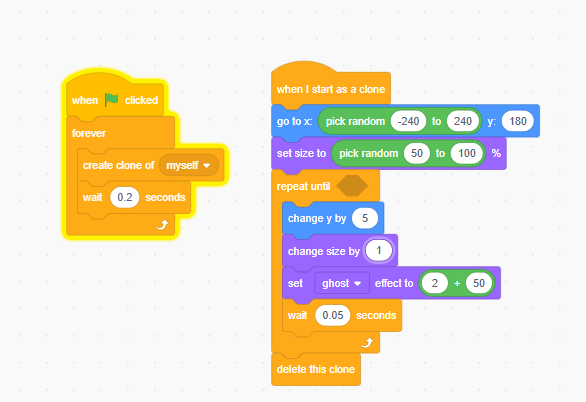 when clicked
forever
create clone of myself
wait 0.2 seconds
when I start as a clone
go to x: pick random -240 to 240 y: 180
set size to pick random 50 to 100 %
repeat until
change y by 5
change size by 1
set ghost effect to 2 + 50
wait 0.05 seconds
delete this clone